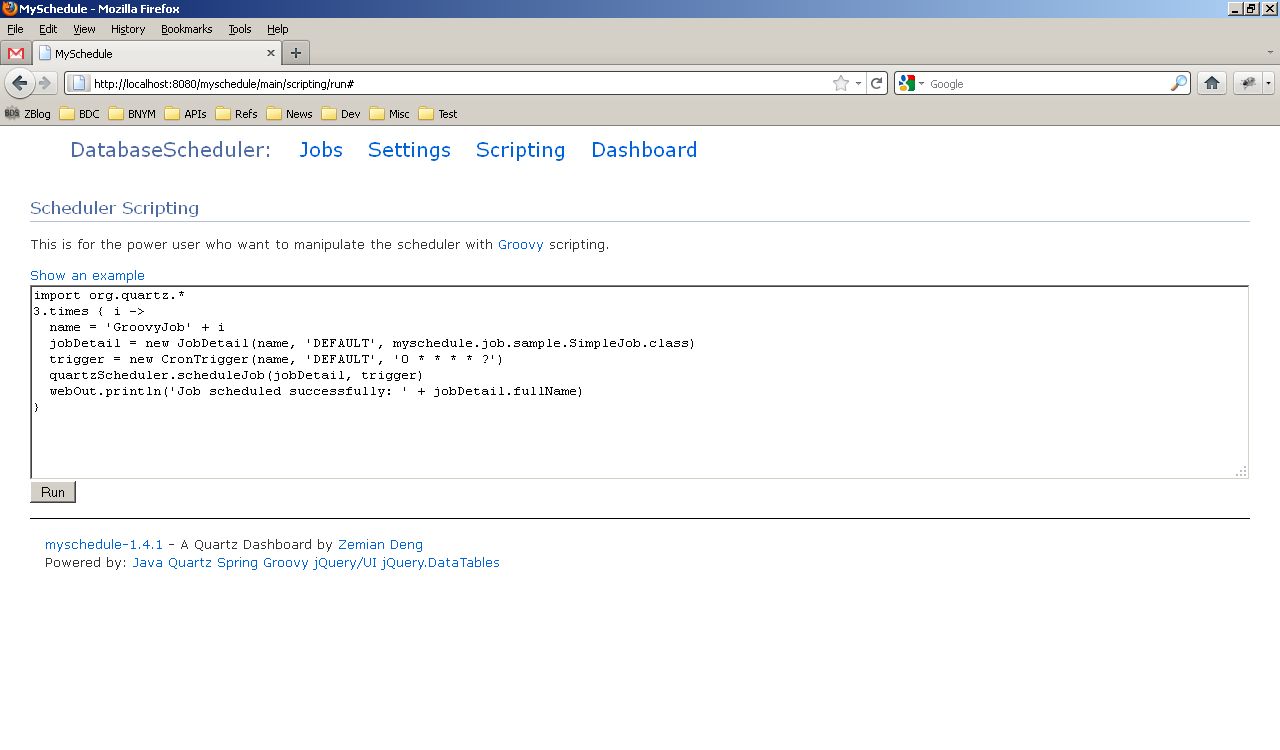 MySchedule - Mozilla Firefox
File Edit View History Bookmarks Tools Help
MySchedule
http://localhost:8080/myschedule/main/scripting/run#
Google
ZBlog BDC BNYM APIs Refs News Dev Misc Test
DatabaseScheduler: Jobs Settings Scripting Dashboard
Scheduler Scripting
This is for the power user who want to manipulate the scheduler with Groovy scripting.
Show an example
import org.quartz.*
3.times { i ->
  name = 'GroovyJob' + i
  jobDetail = new JobDetail(name, 'DEFAULT', myschedule.job.sample.SimpleJob.class)
  trigger = new CronTrigger(name, 'DEFAULT', '0 * * * * ?')
  quartzScheduler.scheduleJob(jobDetail, trigger)
  webOut.println('Job scheduled successfully: ' + jobDetail.fullName)
}
Run
myschedule-1.4.1 - A Quartz Dashboard by Zemian Deng
Powered by: Java Quartz Spring Groovy jQuery/UI jQuery.DataTables